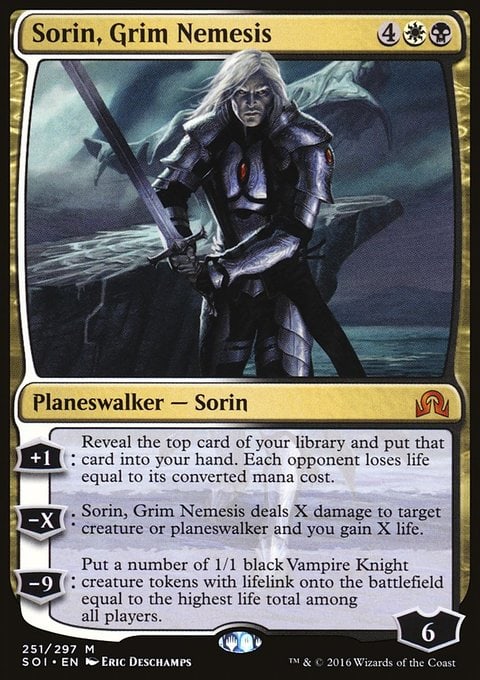 Sorin, Grim Nemesis 4
Planeswalker — Sorin
+1 : Reveal the top card of your library and put that
card into your hand. Each opponent loses life
equal to its converted mana cost.
-X : Sorin, Grim Nemesis deals X damage to target
creature or planeswalker and you gain X life.
Put a number of 1/1 black Vampire Knight
-9 : creature tokens with lifelink onto the battlefield
equal to the highest life total among
all players.
6
251/297 M
SOI • EN Eric Deschamps
™ & © 2016 Wizards of the Coast